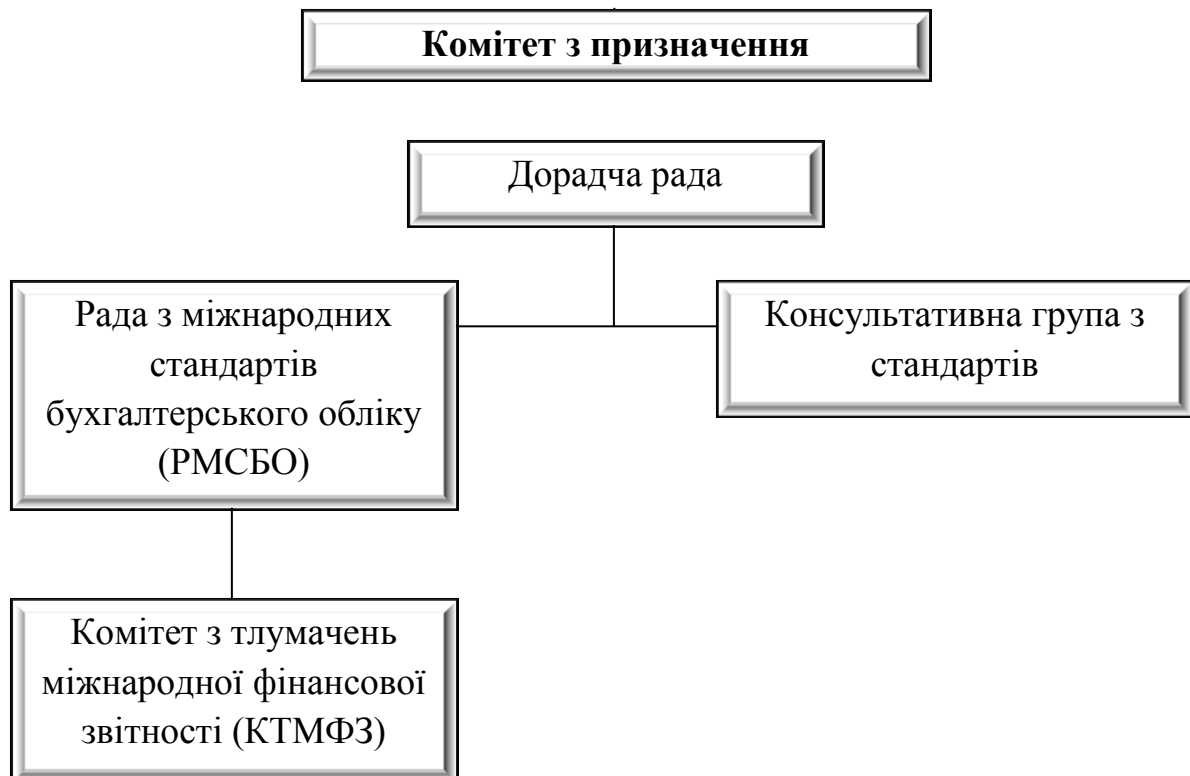 Комітет з призначення
Дорадча рада
Рада з міжнародних
стандартів
бухгалтерського обліку
(РМСБО)
Консультативна група з
стандартів
Комітет з тлумачень
міжнародної фінансової
звітності (КТМФЗ)